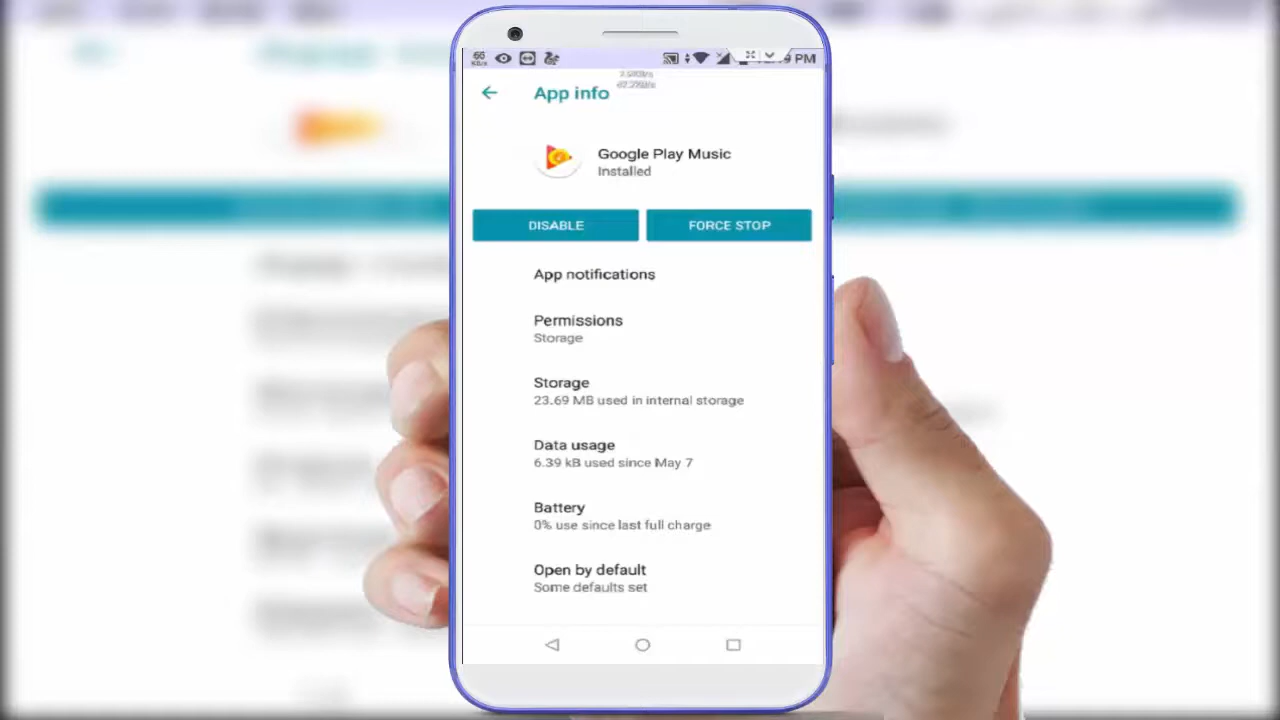 App info
Google Play Music
Installed
DISABLE
FORCE STOP
App notifications
Permissions
Storage
Storage
23.69 MB used in internal storage
Data usage
6.39 kB used since May 7
Battery
0% use since last full charge
Open by default
Some defaults set